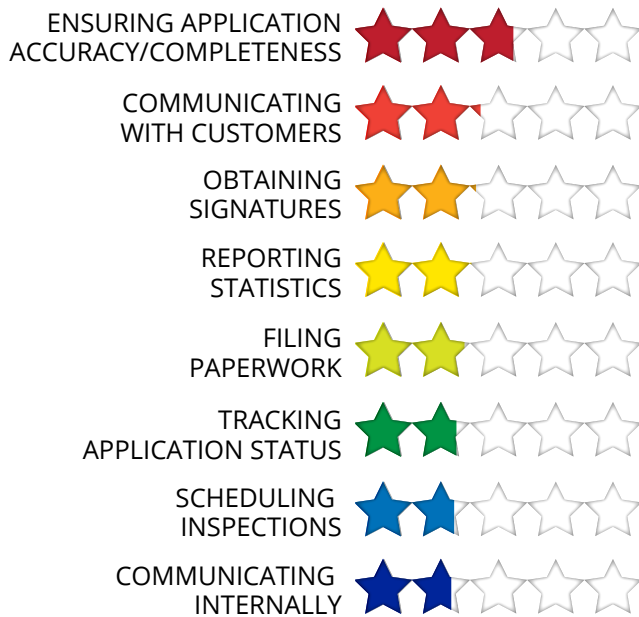 ENSURING APPLICATION
ACCURACY/COMPLETENESS
COMMUNICATING
WITH CUSTOMERS
OBTAINING
SIGNATURES
REPORTING
STATISTICS
FILING
PAPERWORK
TRACKING
APPLICATION STATUS
SCHEDULING
INSPECTIONS
COMMUNICATING
INTERNALLY